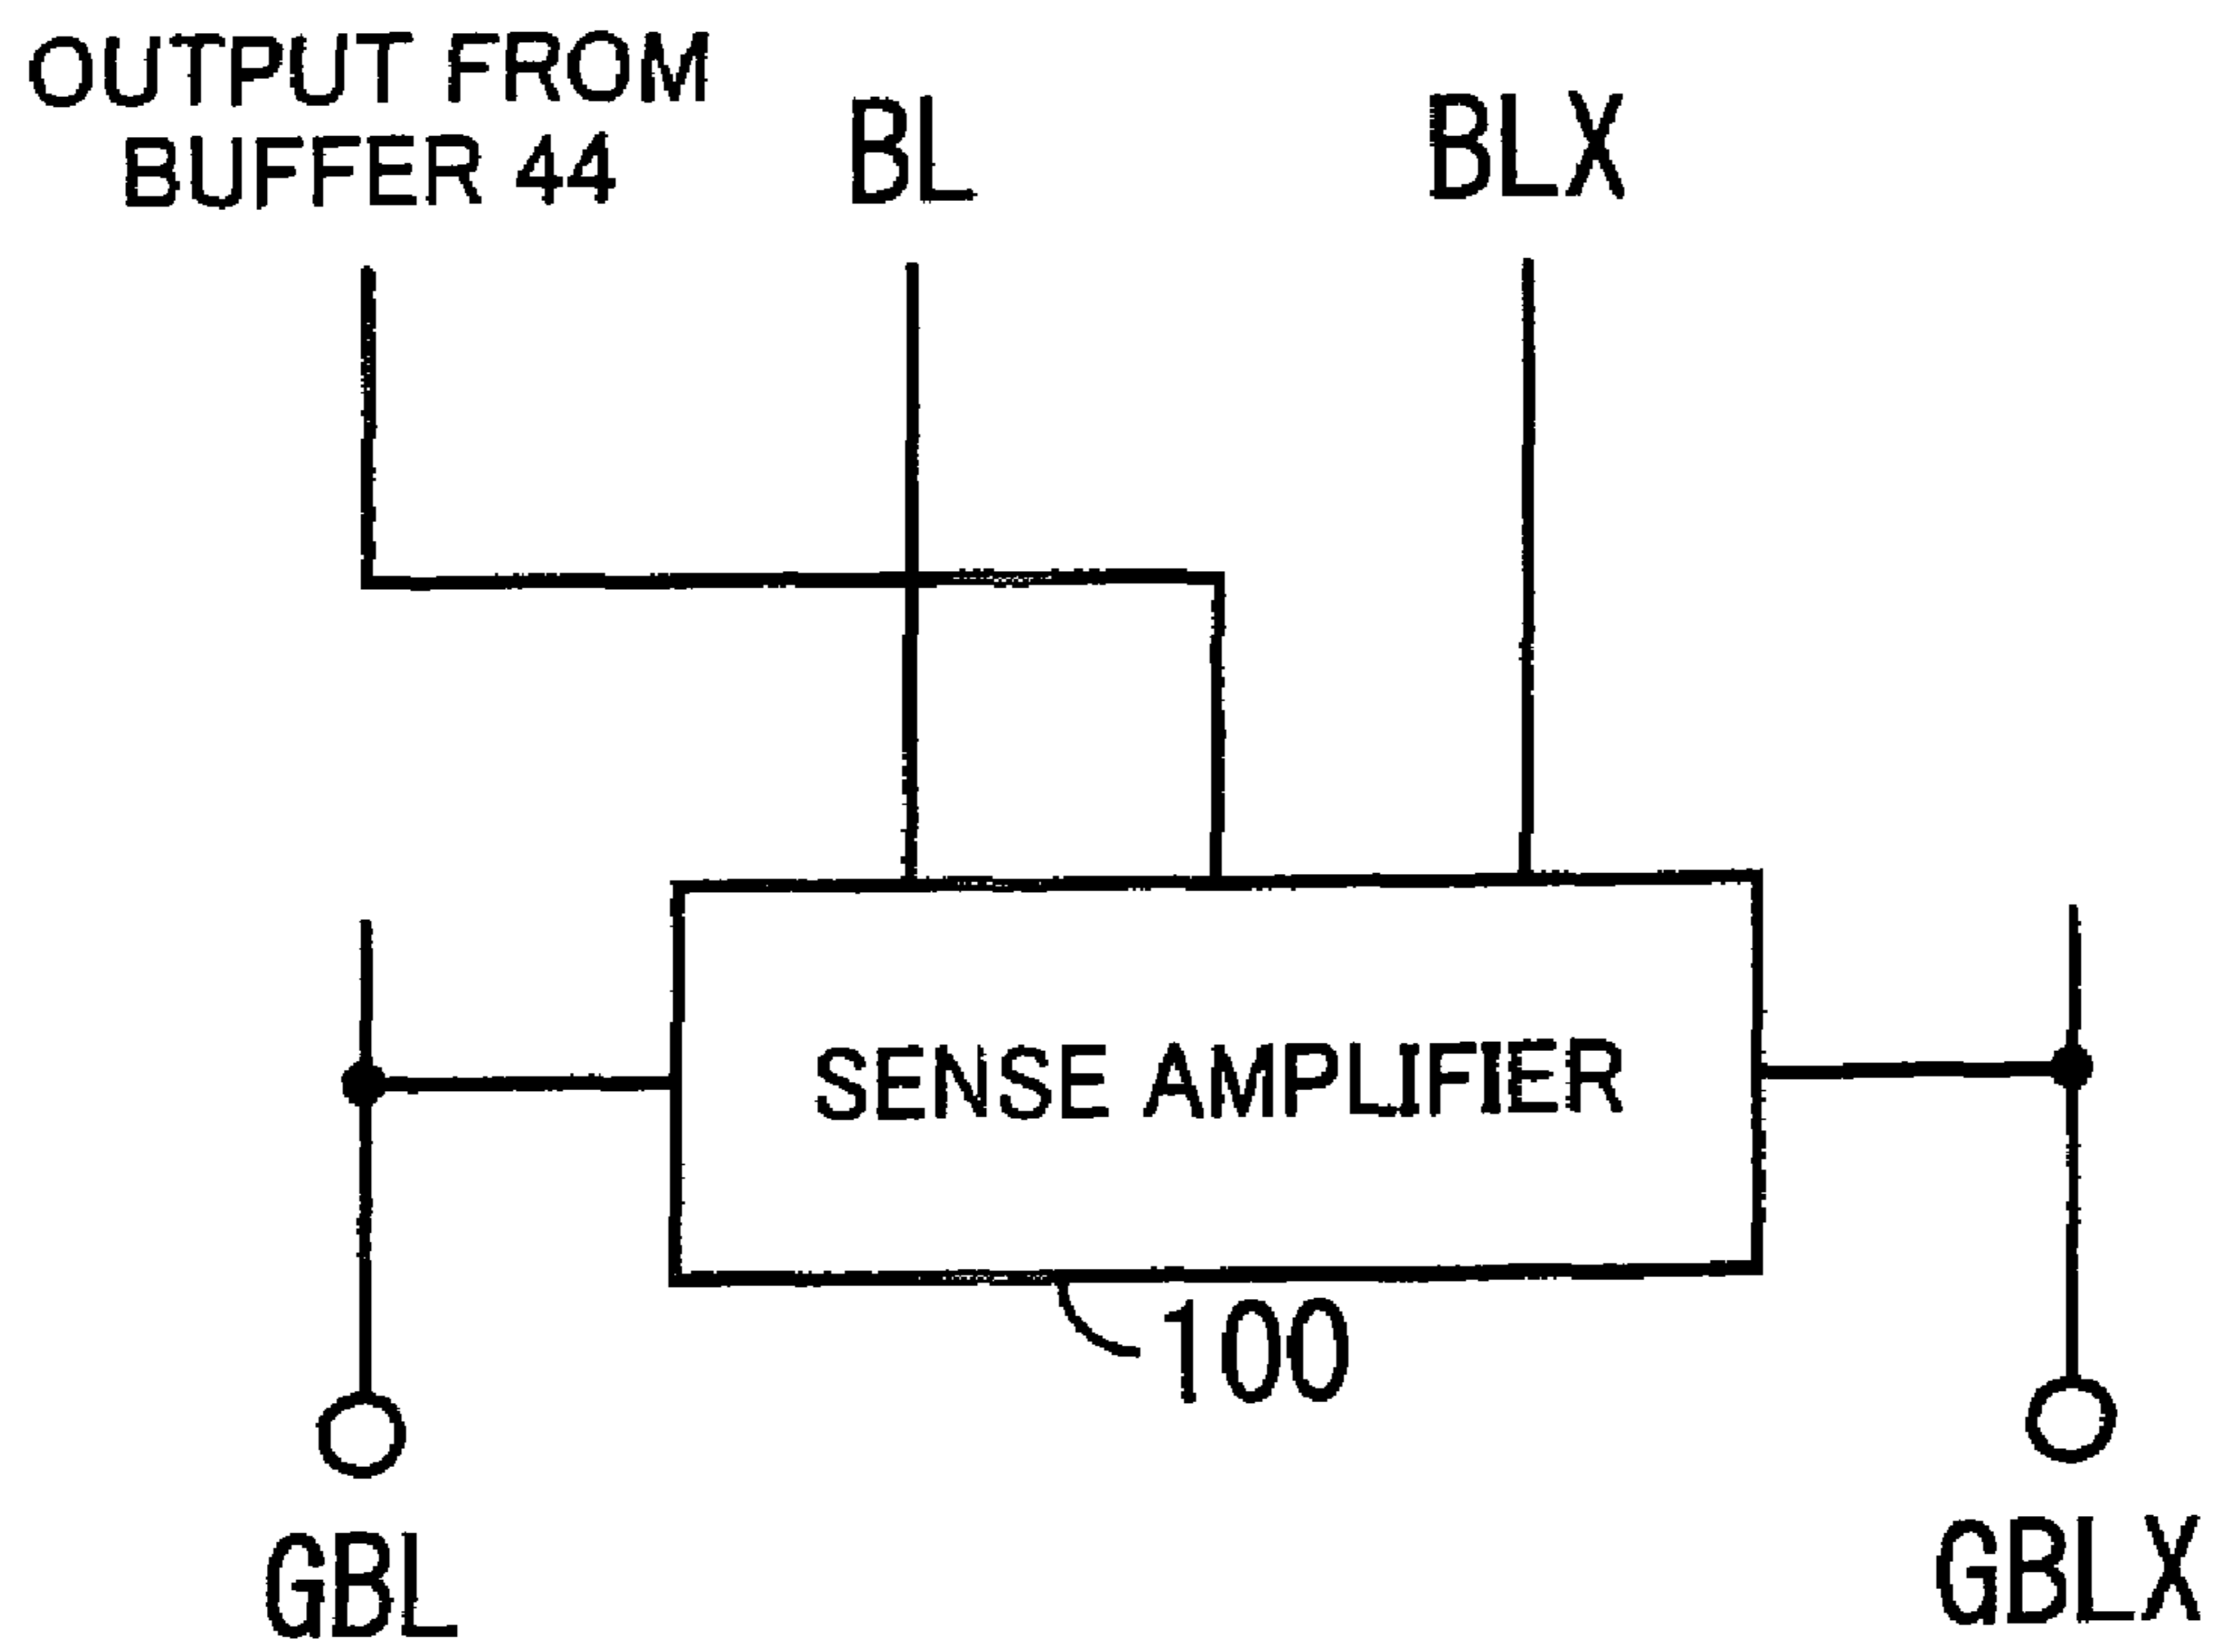 OUTPUT FROM
BUFFER 44
BL
BLX
SENSE AMPLIFIER
100
GBL
GBLX